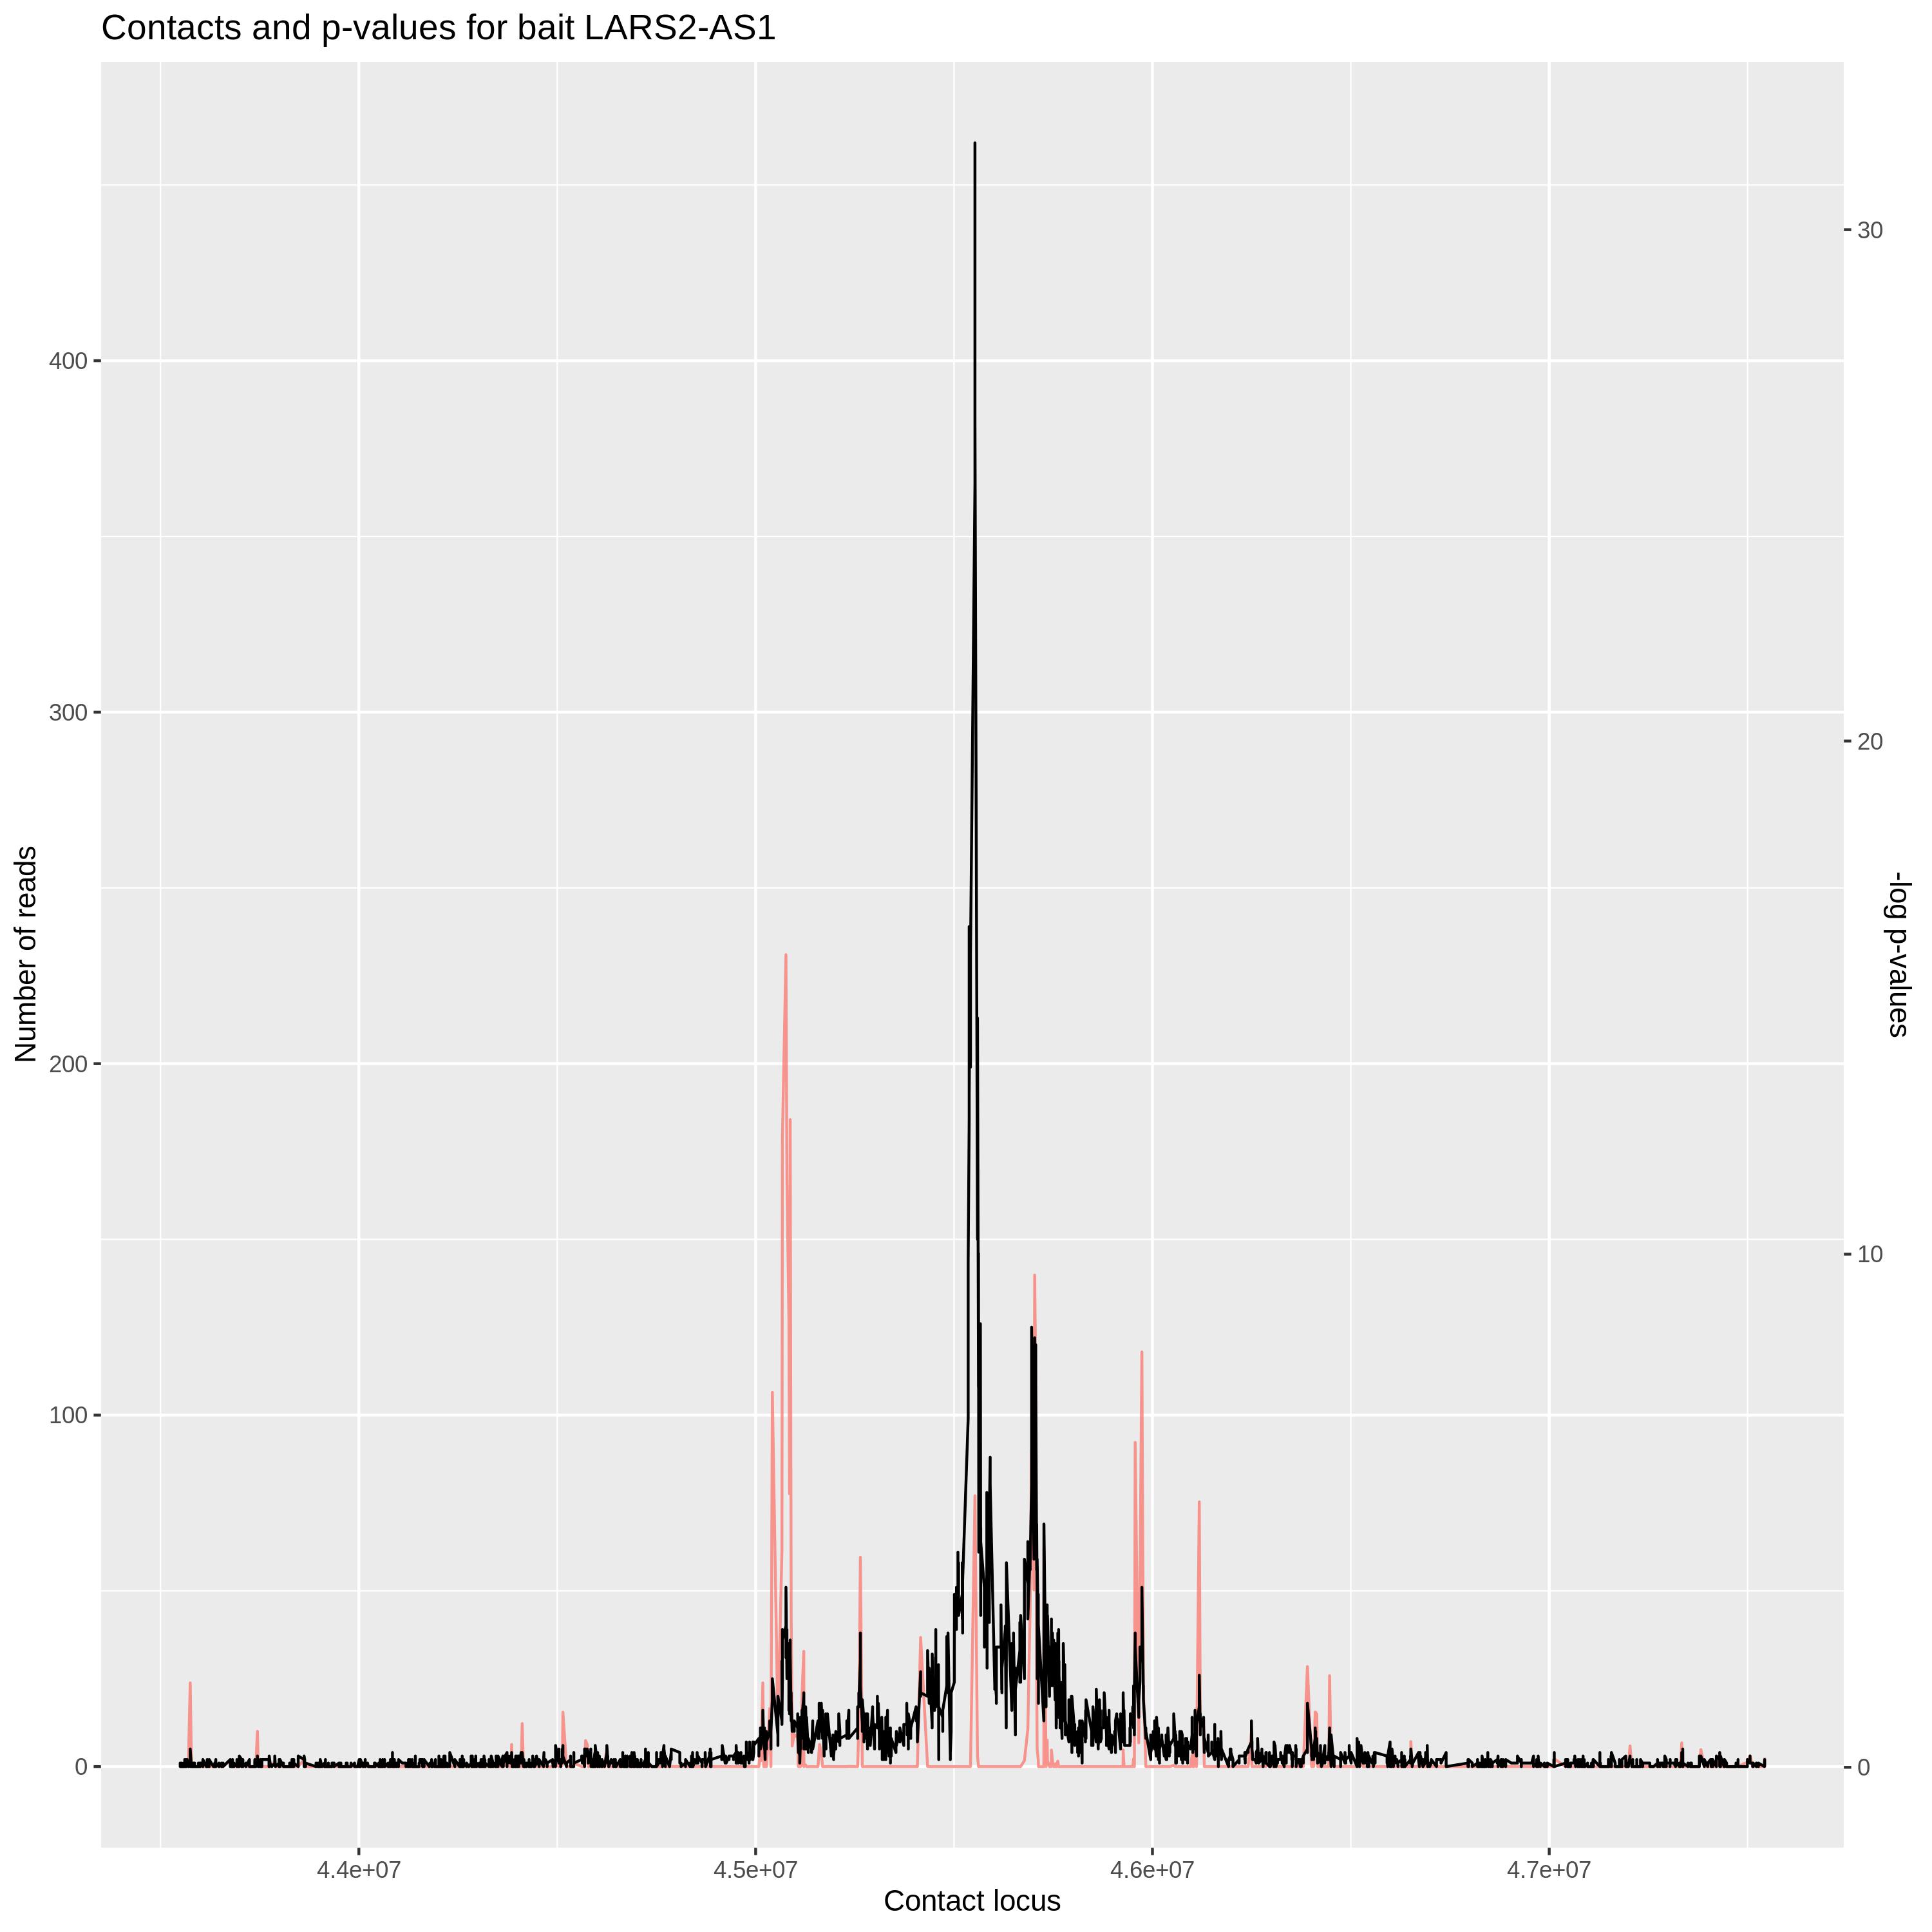 Contacts and p-values for bait LARS2-AS1
Number of reads
400
300
200
100
0
30
20
10
0
-log p-values
4.4e+07
4.5e+07
4.6e+07
4.7e+07
Contact locus